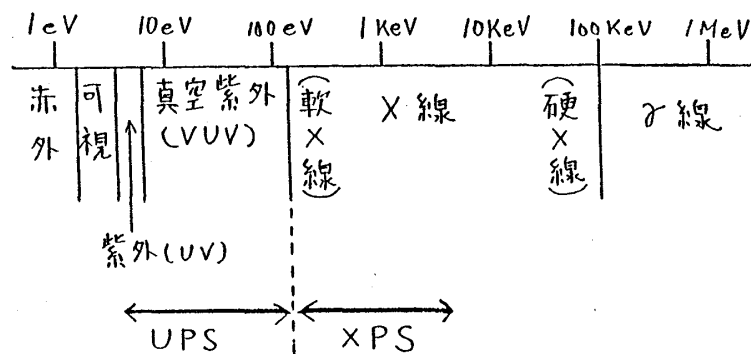 1eV 10eV 100eV 1KeV 10KeV 100KeV 1MeV
赤外
可視
真空紫外
(VUV)
(軟X線)
X線
(硬X線)
γ線
紫外(UV)
UPS
XPS